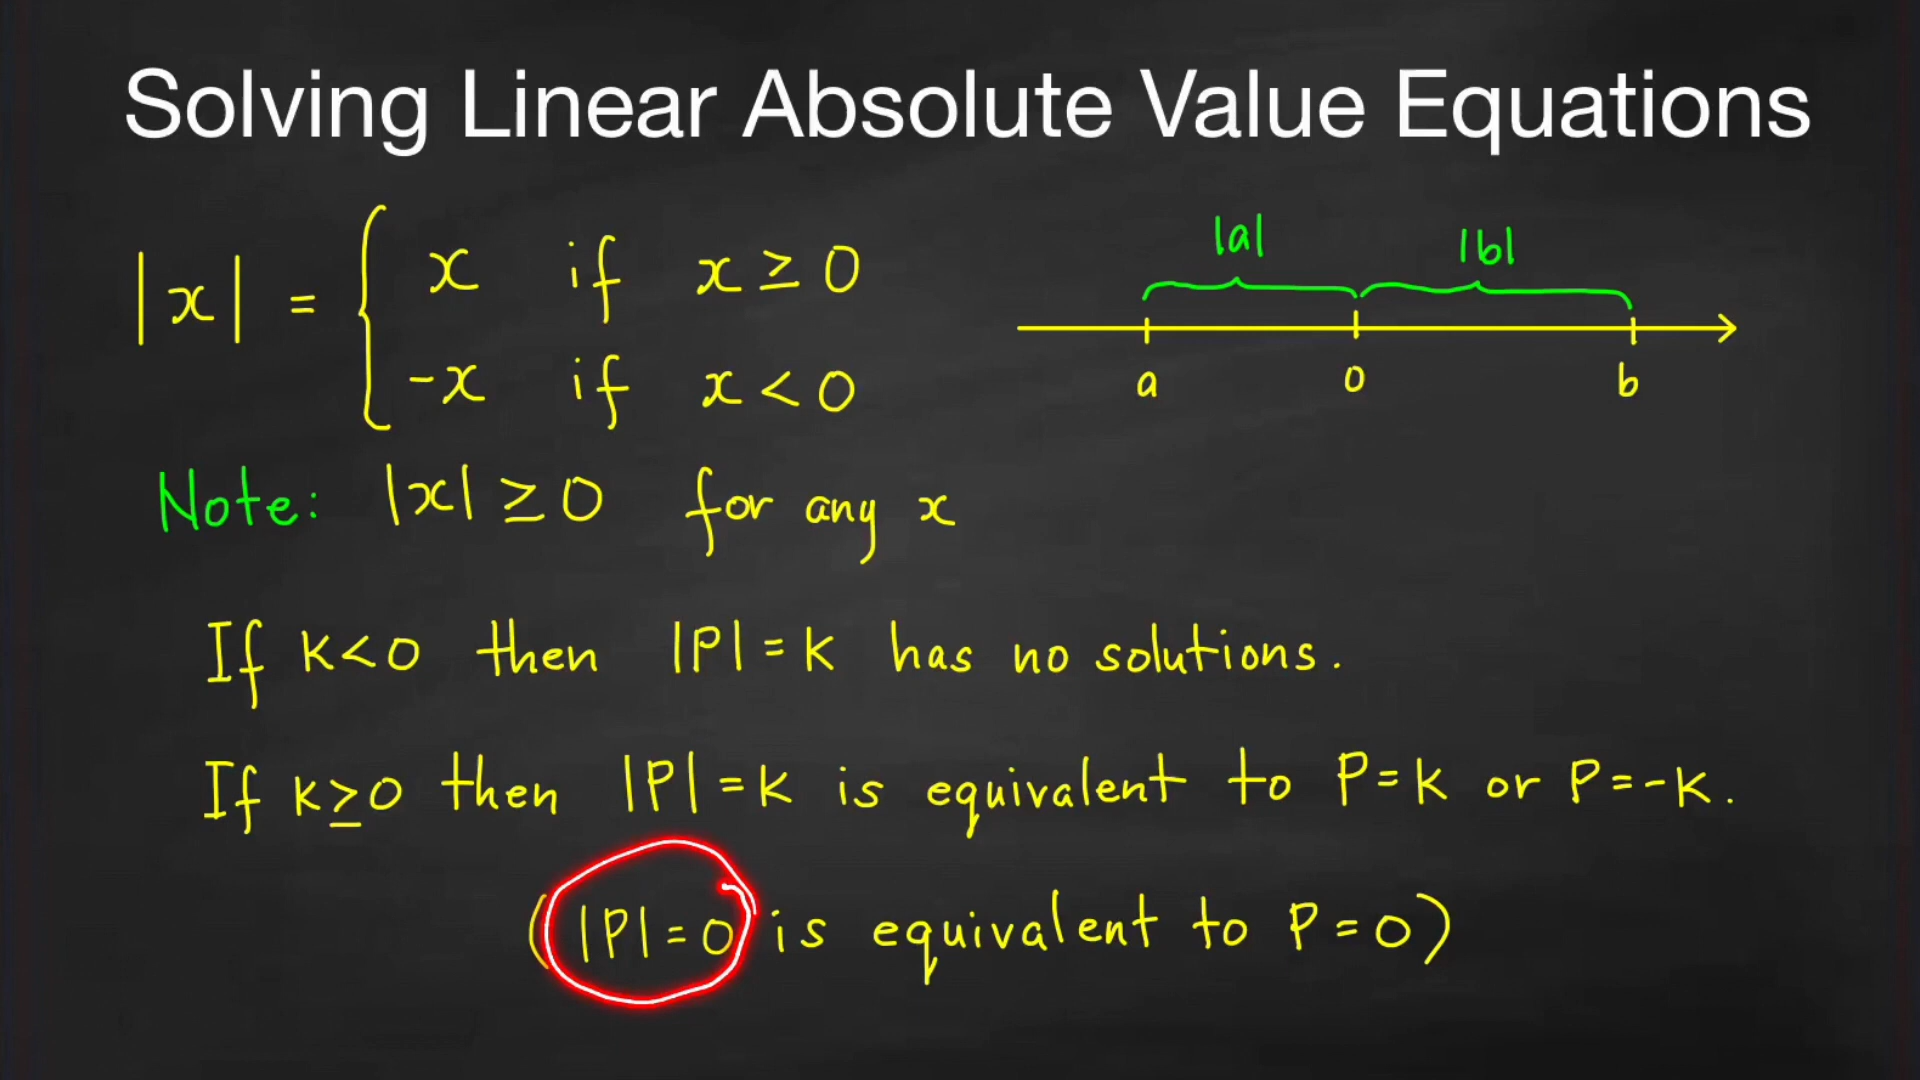 Solving Linear Absolute Value Equations
|x| = { x if x ≥ 0
-x if x < 0
|a| |b|
a 0 b
Note: |x| ≥ 0 for any x
If k<0 then |P| = k has no solutions.
If k≥0 then |P| = k is equivalent to P = k or P = -k.
(|P| = 0 is equivalent to P = 0)